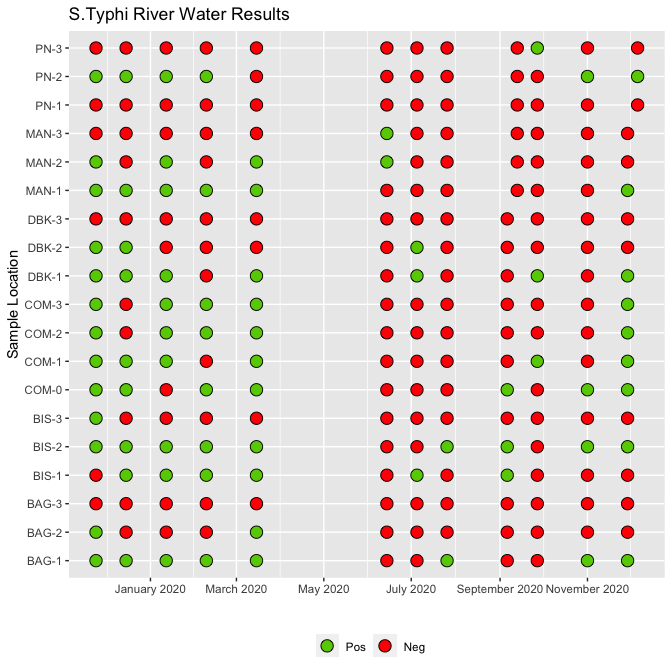 S.Typhi River Water Results
Sample Location
PN-3
PN-2
PN-1
MAN-3
MAN-2
MAN-1
DBK-3
DBK-2
DBK-1
COM-3
COM-2
COM-1
COM-0
BIS-3
BIS-2
BIS-1
BAG-3
BAG-2
BAG-1
January 2020 March 2020 May 2020 July 2020 September 2020 November 2020
Pos Neg